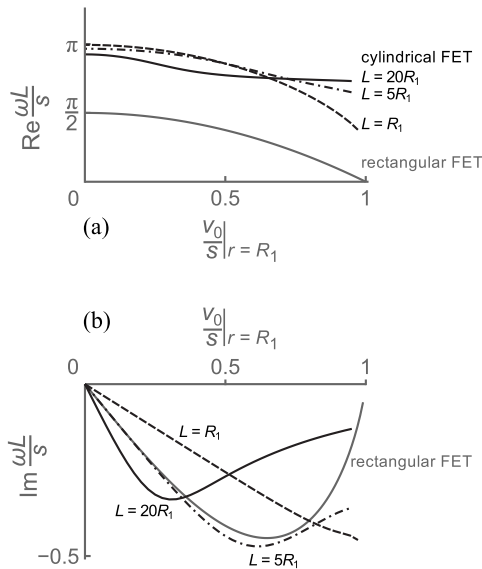 π
π/2
Re ωL/s
cylindrical FET
L = 20R₁
L = 5R₁
L = R₁
rectangular FET
0 0.5 1
(a)
v₀/s|r = R₁
(b)
v₀/s|r = R₁
0 0.5 1
Im ωL/s
L = R₁
rectangular FET
L = 20R₁
L = 5R₁
−0.5